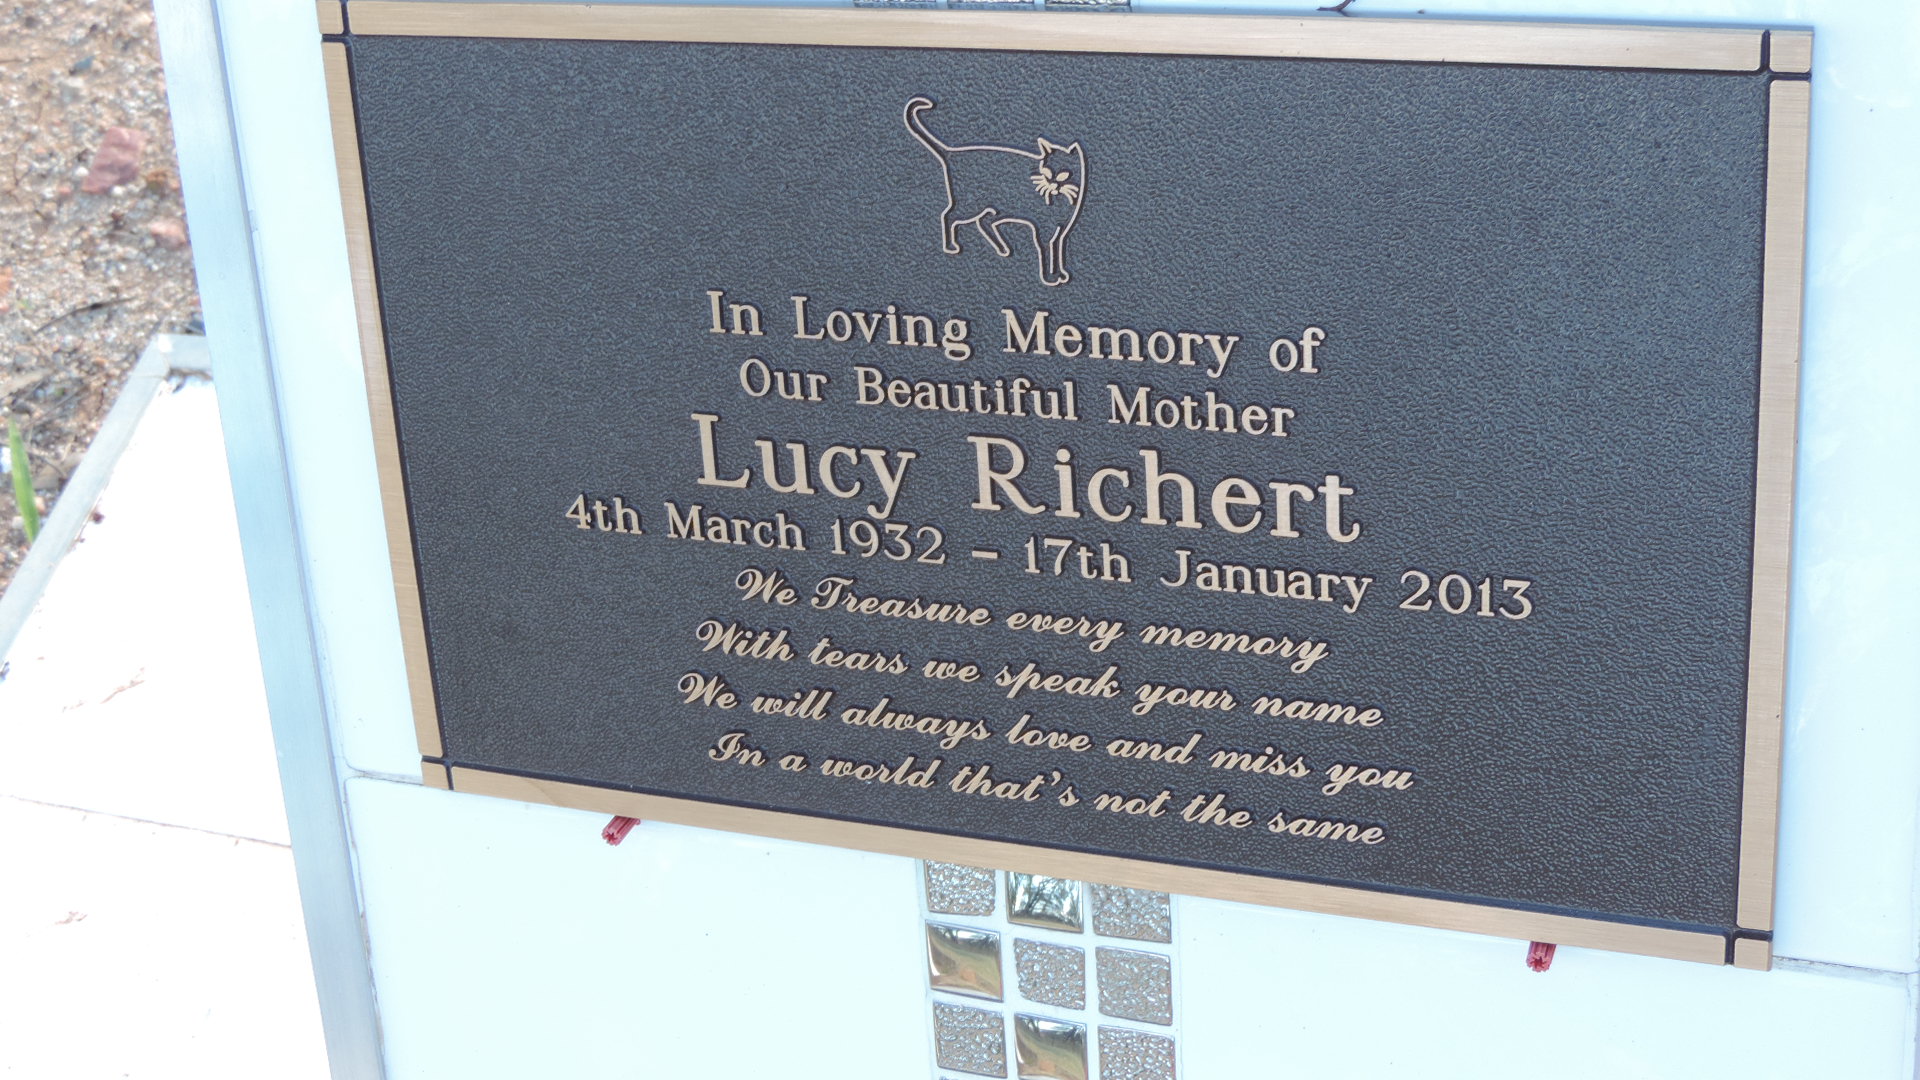 In Loving Memory of
Our Beautiful Mother
Lucy Richert
4th March 1932 - 17th January 2013
We Treasure every memory
With tears we speak your name
We will always love and miss you
In a world that's not the same